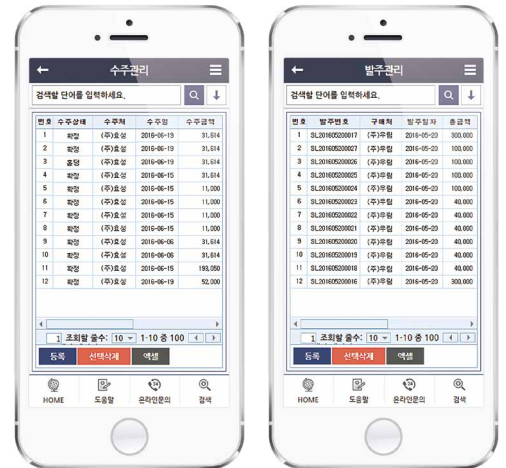 수주관리
검색할 단어를 입력하세요.
번호 수주상태 수주처 수주일 수주금액
1 확정 (주)효성 2016-06-19 31,614
2 확정 (주)효성 2016-06-19 31,614
3 확정 (주)효성 2016-06-19 31,614
4 확정 (주)효성 2016-06-15 31,614
5 확정 (주)효성 2016-06-15 11,000
6 확정 (주)효성 2016-06-15 11,000
7 확정 (주)효성 2016-06-15 11,000
8 확정 (주)효성 2016-06-15 11,000
9 확정 (주)효성 2016-06-06 31,614
10 확정 (주)효성 2016-06-06 31,614
11 확정 (주)효성 2016-06-15 193,050
12 확정 (주)효성 2016-06-19 52,000
1 조회할 줄수: 10 1-10 중 100
등록 선택삭제 엑셀
HOME 도움말 온라인문의 검색
발주관리
검색할 단어를 입력하세요.
번호 발주번호 구매처 발주일자 총금액
1 SL201605200017 (주)우림 2016-05-20 300,000
2 SL201605200027 (주)우림 2016-05-20 100,000
3 SL201605200026 (주)우림 2016-05-20 100,000
4 SL201605200025 (주)우림 2016-05-20 100,000
5 SL201605200024 (주)우림 2016-05-20 100,000
6 SL201605200023 (주)우림 2016-05-20 40,000
7 SL201605200022 (주)우림 2016-05-20 40,000
8 SL201605200021 (주)우림 2016-05-20 40,000
9 SL201605200020 (주)우림 2016-05-20 40,000
10 SL201605200019 (주)우림 2016-05-20 40,000
11 SL201605200018 (주)우림 2016-05-20 40,000
12 SL201605200016 (주)우림 2016-05-20 300,000
1 조회할 줄수: 10 1-10 중 100
등록 선택삭제 엑셀
HOME 도움말 온라인문의 검색